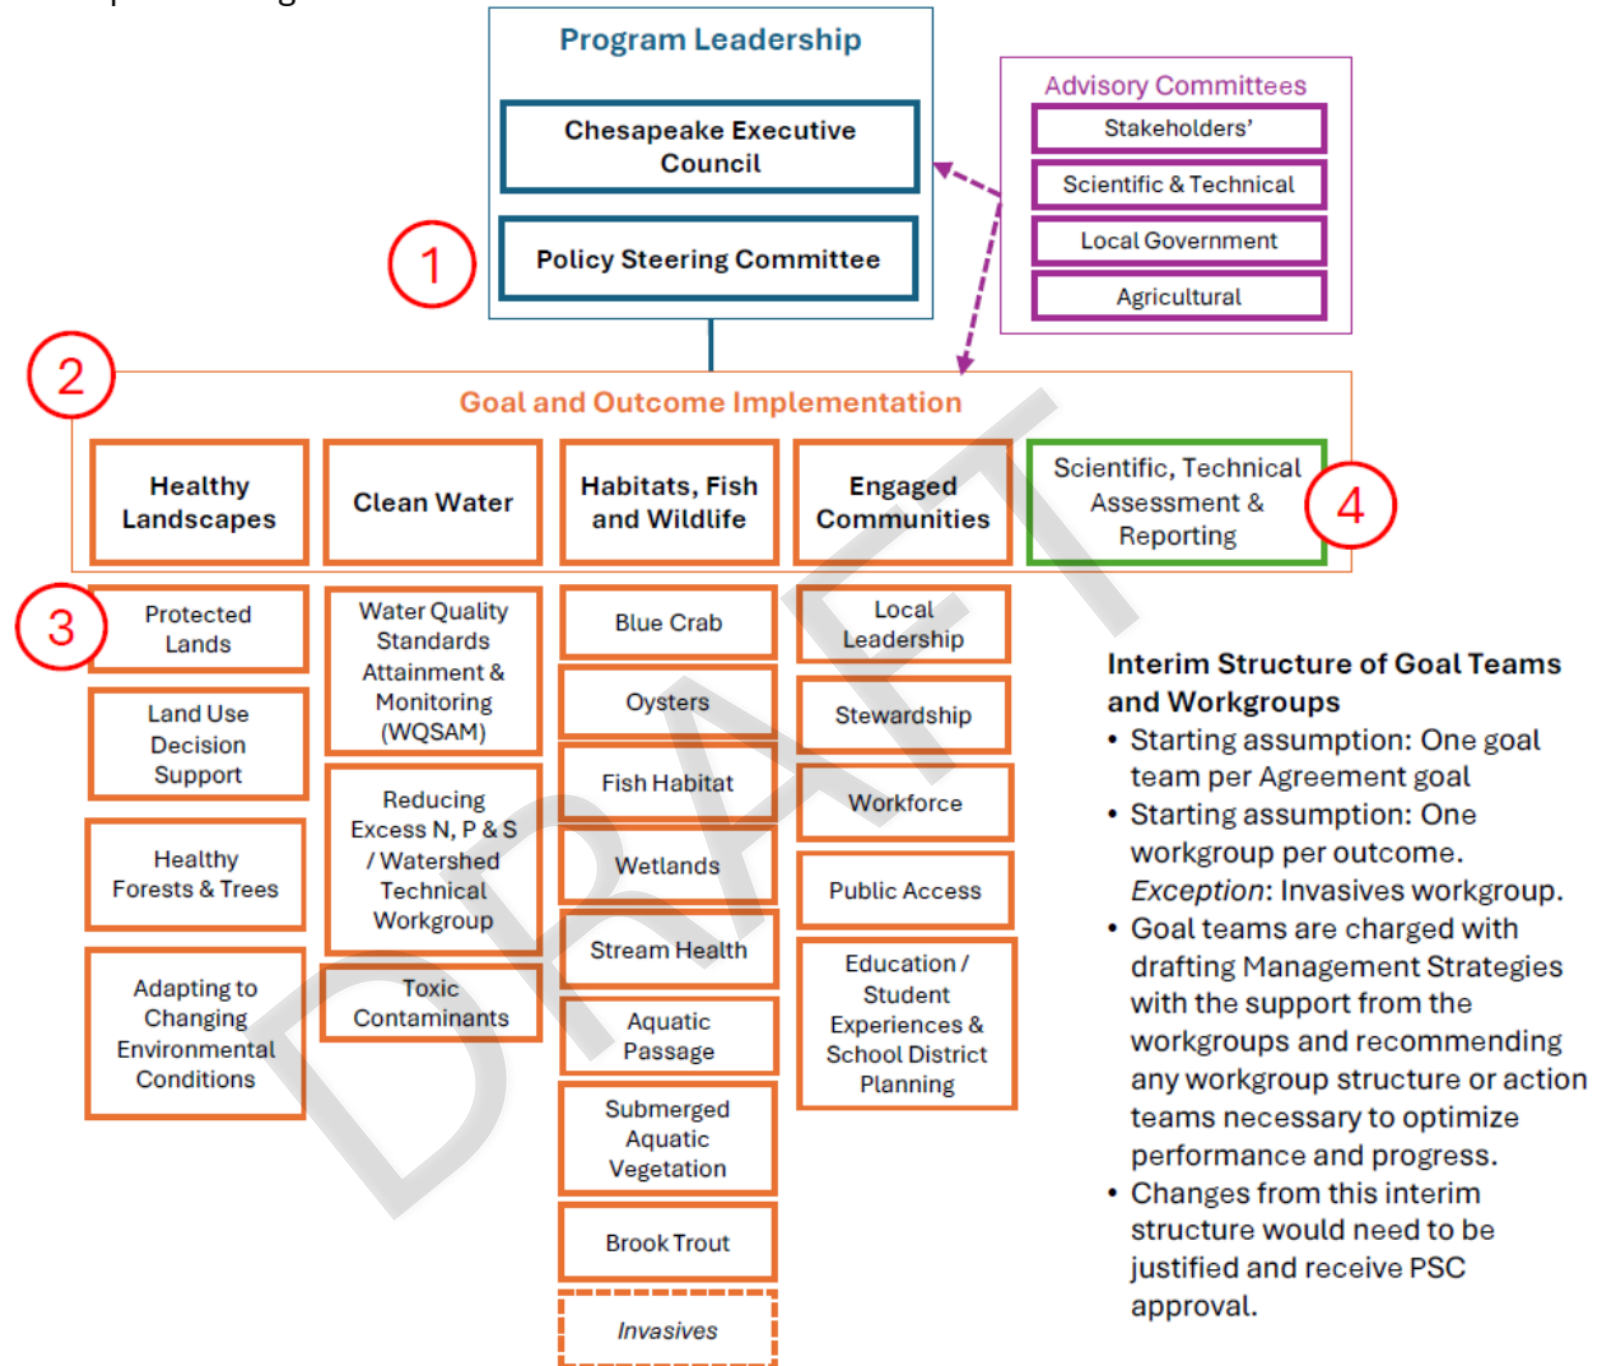 Program Leadership
Chesapeake Executive
Council
Policy Steering Committee
1
Advisory Committees
Stakeholders’
Scientific & Technical
Local Government
Agricultural
2
Goal and Outcome Implementation
Healthy
Landscapes
Clean Water
Habitats, Fish
and Wildlife
Engaged
Communities
Scientific, Technical
Assessment &
Reporting
4
3
Protected
Lands
Land Use
Decision
Support
Healthy
Forests & Trees
Adapting to
Changing
Environmental
Conditions
Water Quality
Standards
Attainment &
Monitoring
(WQSAM)
Reducing
Excess N, P & S
/ Watershed
Technical
Workgroup
Toxic
Contaminants
Blue Crab
Oysters
Fish Habitat
Wetlands
Stream Health
Aquatic
Passage
Submerged
Aquatic
Vegetation
Brook Trout
Invasives
Local
Leadership
Stewardship
Workforce
Public Access
Education /
Student
Experiences &
School District
Planning
Interim Structure of Goal Teams
and Workgroups
• Starting assumption: One goal
team per Agreement goal
• Starting assumption: One
workgroup per outcome.
Exception: Invasives workgroup.
• Goal teams are charged with
drafting Management Strategies
with the support from the
workgroups and recommending
any workgroup structure or action
teams necessary to optimize
performance and progress.
• Changes from this interim
structure would need to be
justified and receive PSC
approval.
DRAFT